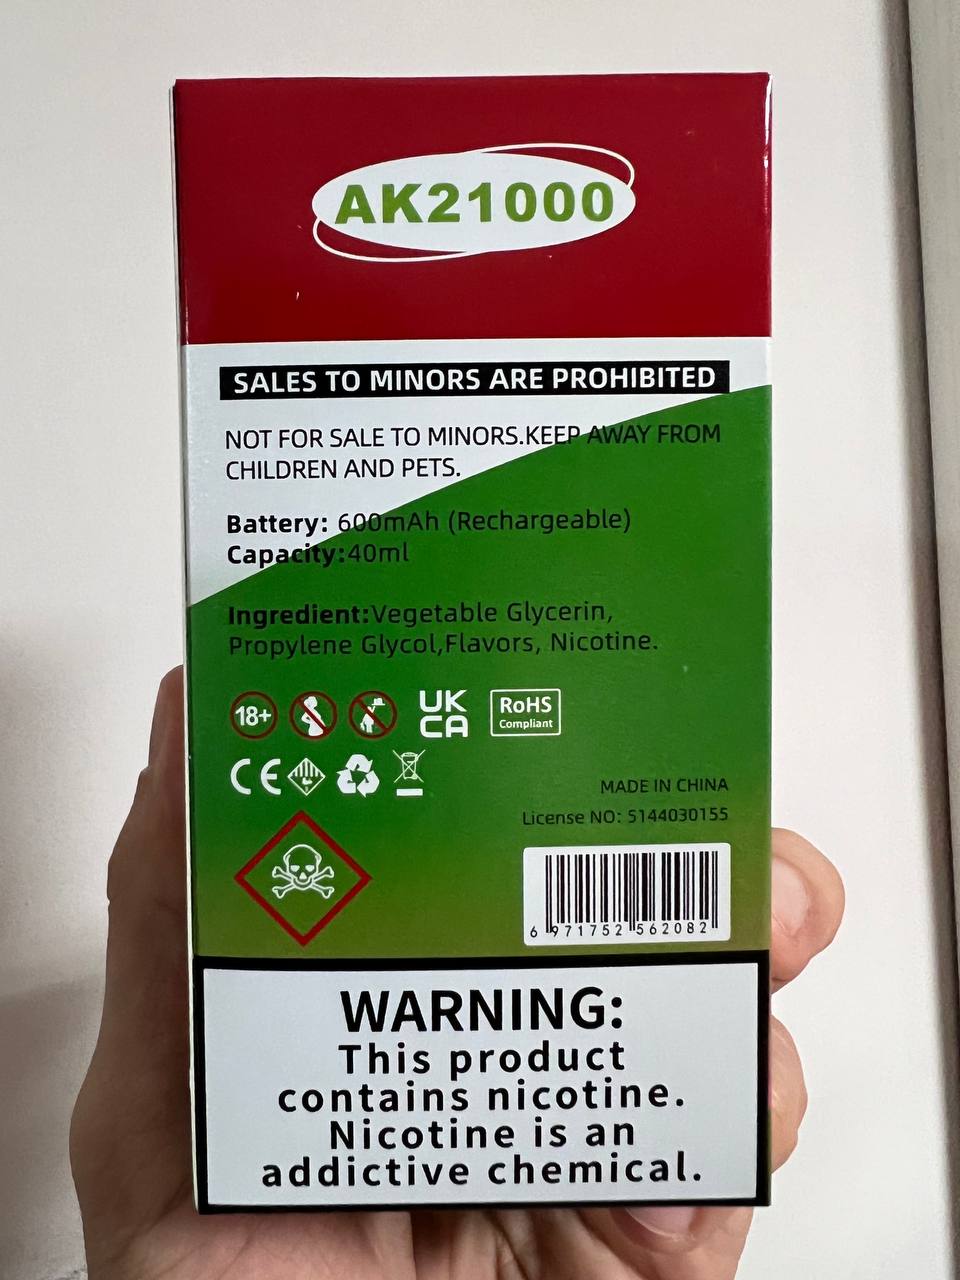 AK21000
SALES TO MINORS ARE PROHIBITED
NOT FOR SALE TO MINORS.KEEP AWAY FROM
CHILDREN AND PETS.
Battery: 600mAh (Rechargeable)
Capacity:40ml
Ingredient:Vegetable Glycerin,
Propylene Glycol,Flavors, Nicotine.
18+
UK
CA
RoHS
Compliant
CE
MADE IN CHINA
License NO: 5144030155
6 971752 562082
WARNING:
This product
contains nicotine.
Nicotine is an
addictive chemical.